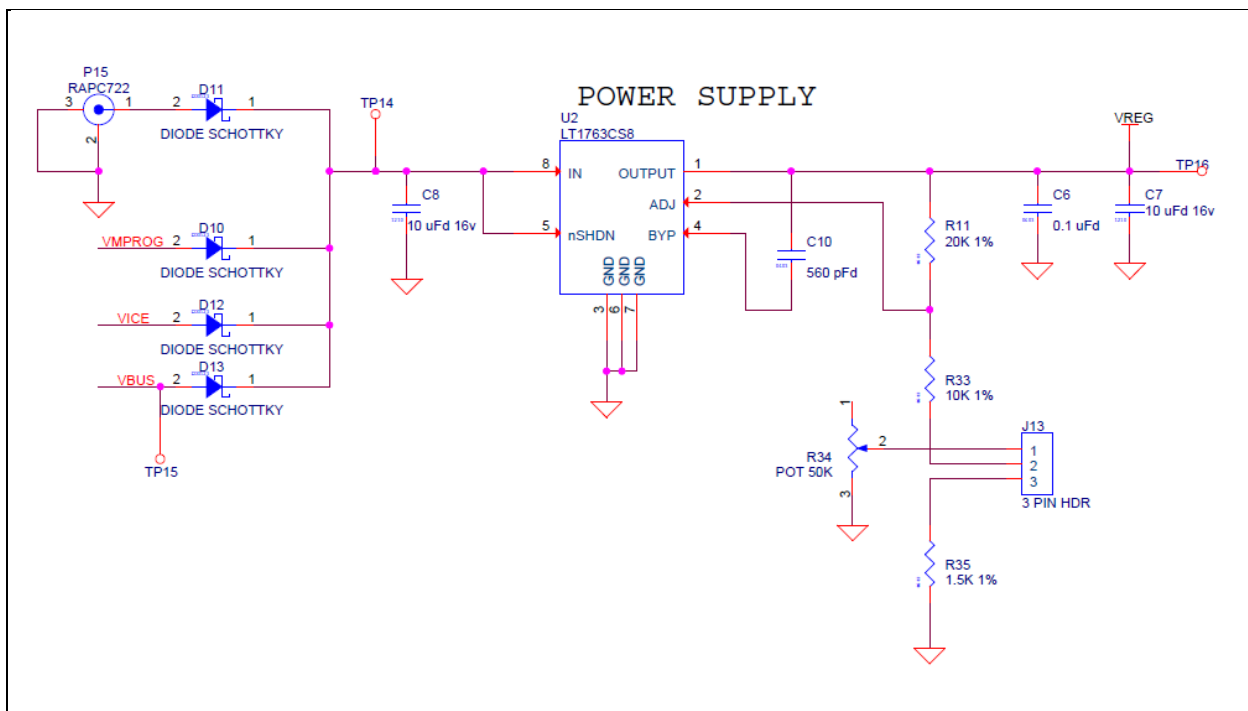 POWER SUPPLY
P15
RAPC722
3
1
2
D11
2
1
DIODE SCHOTTKY
TP14
VMPROG
D10
2
1
DIODE SCHOTTKY
VICE
D12
2
1
DIODE SCHOTTKY
VBUS
D13
2
1
DIODE SCHOTTKY
TP15
C8
10 uFd 16v
U2
LT1763CS8
8
IN
OUTPUT
1
ADJ
2
5
nSHDN
BYP
4
GND
GND
GND
3
6
7
C10
560 pFd
R11
20K 1%
C6
0.1 uFd
VREG
TP16
C7
10 uFd 16v
R33
10K 1%
1
R34
POT 50K
2
3
J13
1
2
3
3 PIN HDR
R35
1.5K 1%